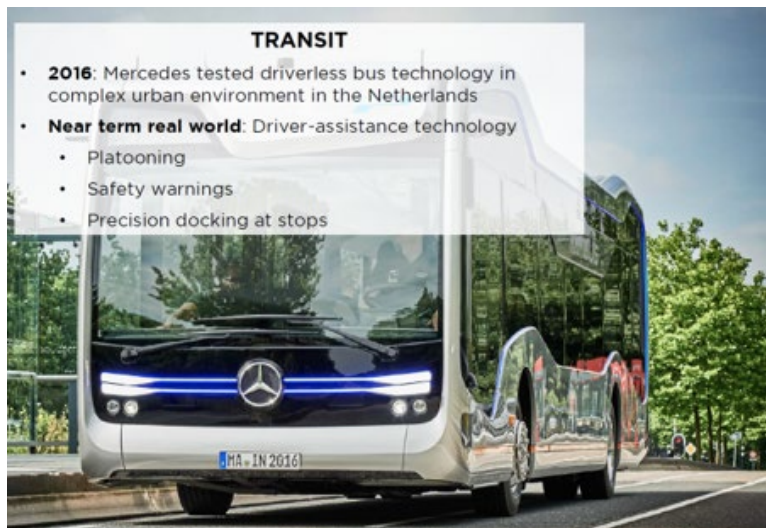 TRANSIT
• 2016: Mercedes tested driverless bus technology in
complex urban environment in the Netherlands
• Near term real world: Driver-assistance technology
• Platooning
• Safety warnings
• Precision docking at stops
MA IN 2016